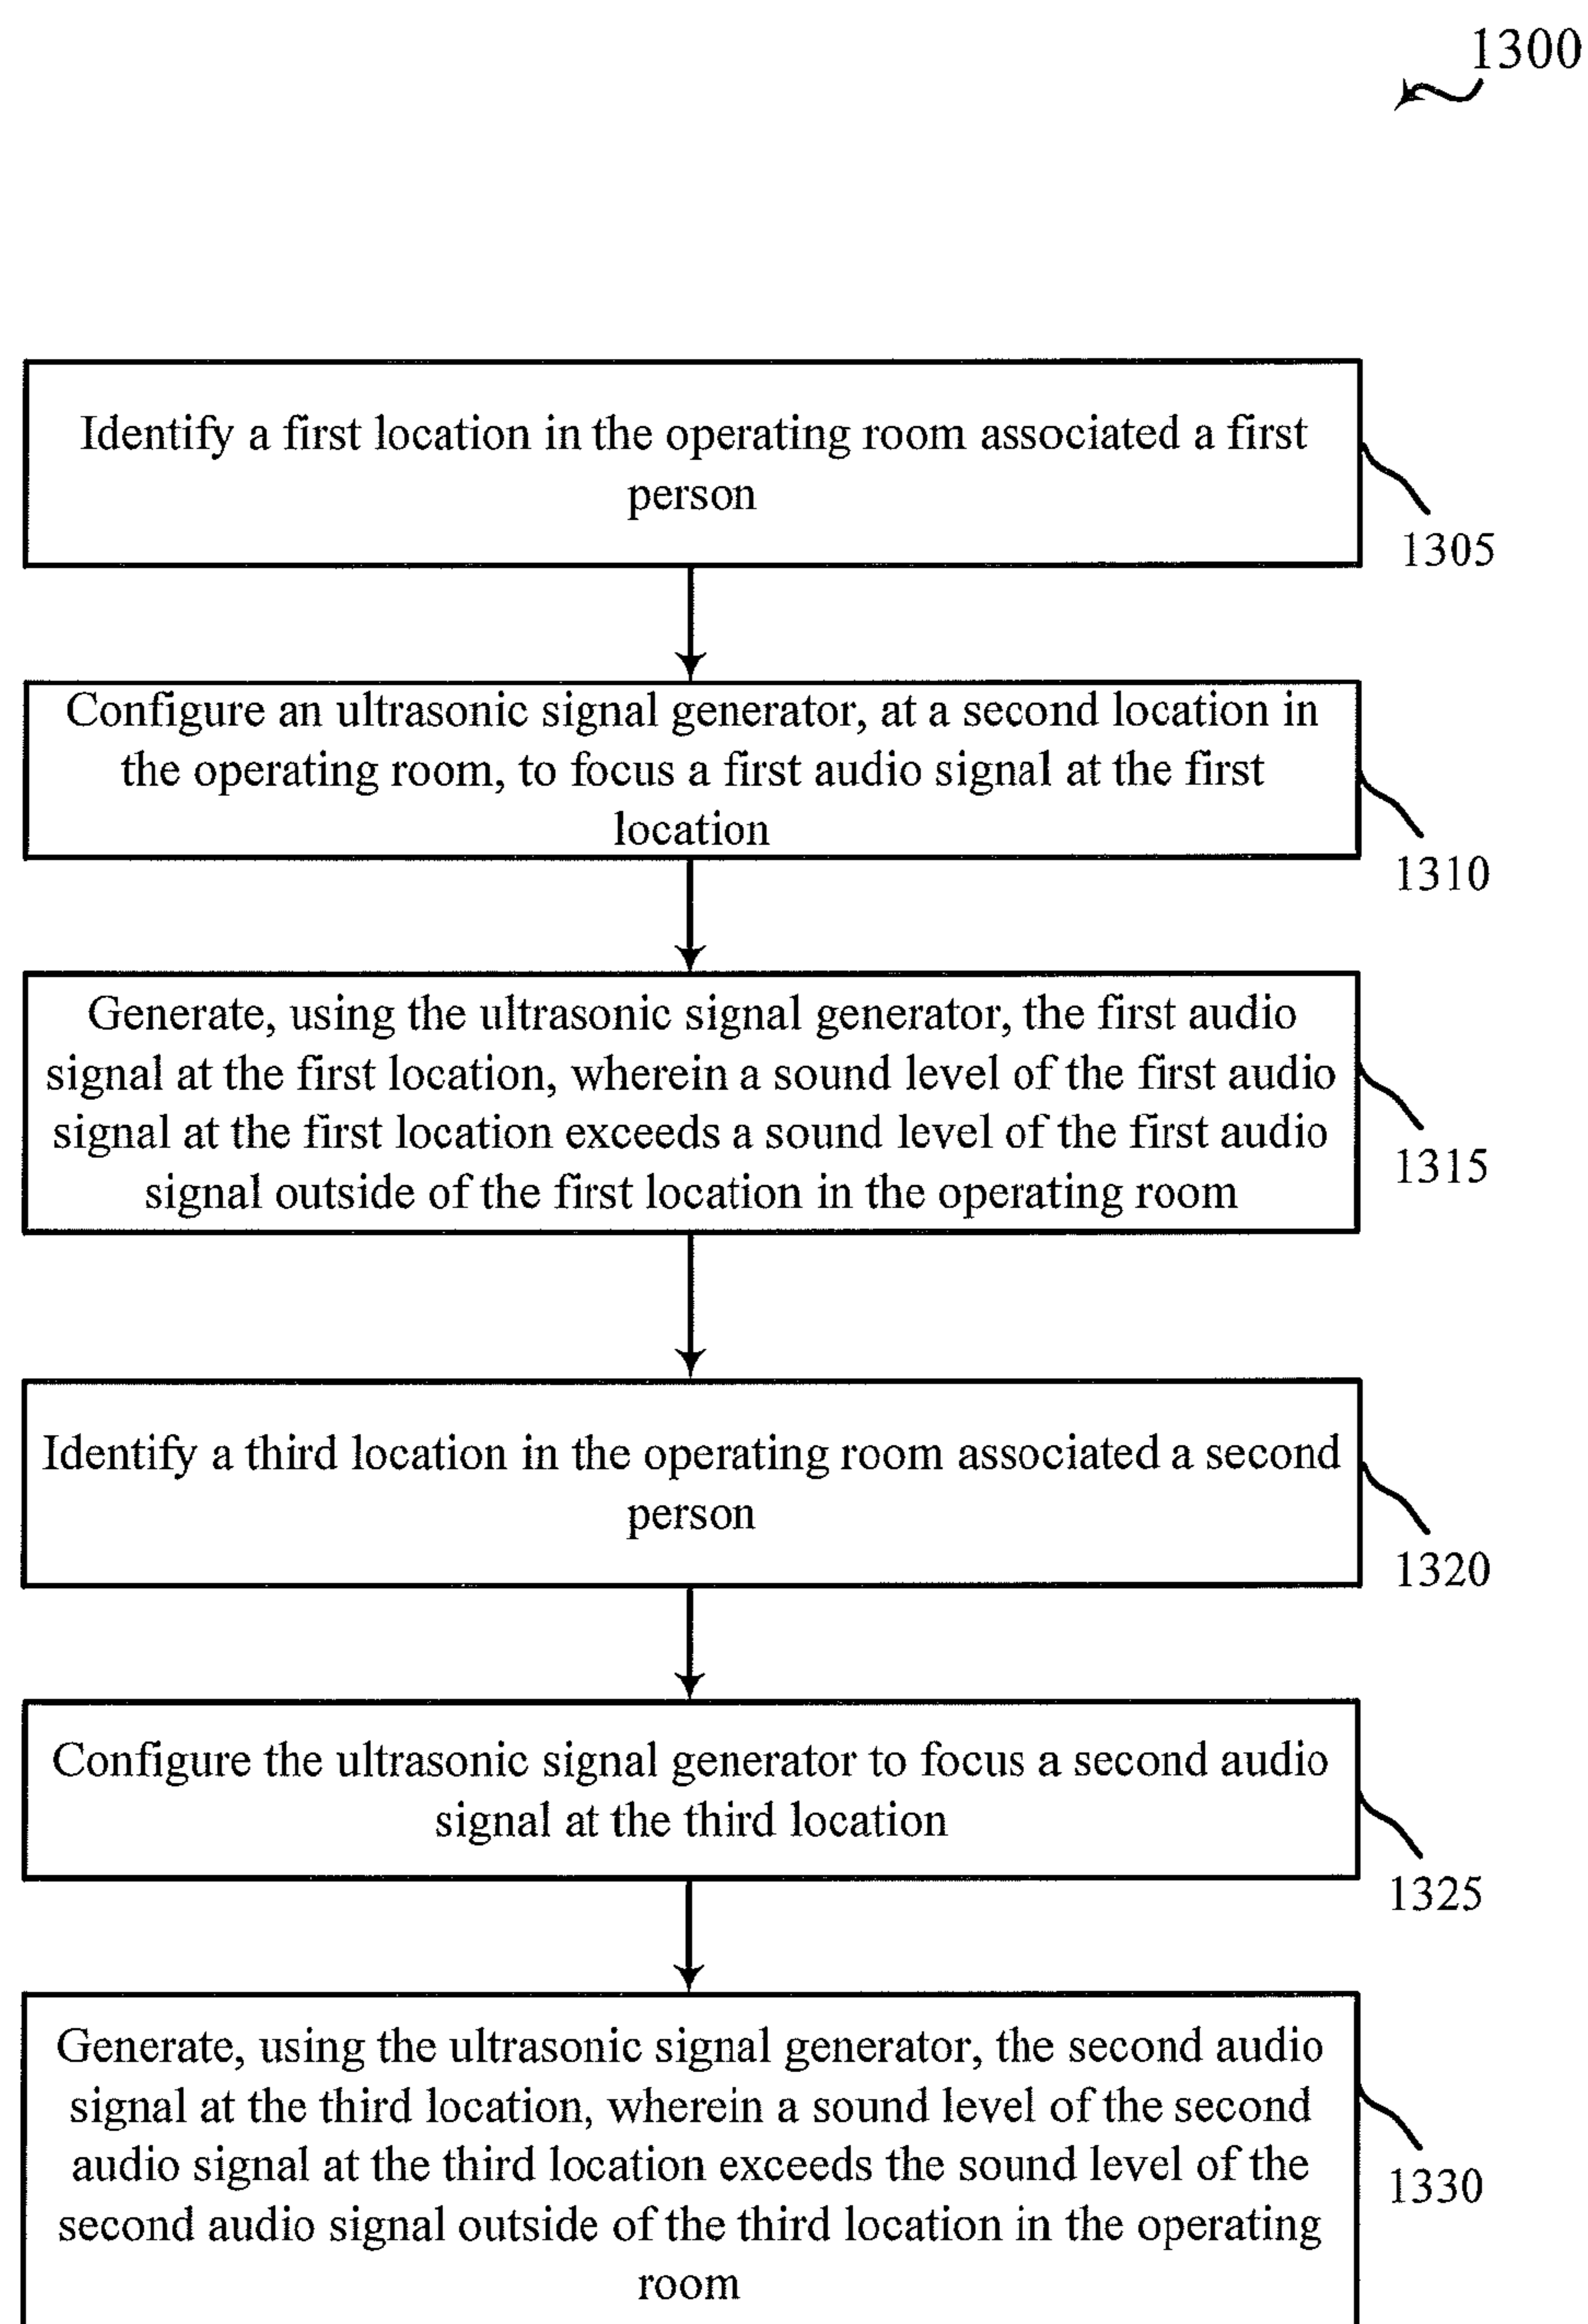 1300
Identify a first location in the operating room associated a first
person
1305
Configure an ultrasonic signal generator, at a second location in
the operating room, to focus a first audio signal at the first
location
1310
Generate, using the ultrasonic signal generator, the first audio
signal at the first location, wherein a sound level of the first audio
signal at the first location exceeds a sound level of the first audio
signal outside of the first location in the operating room
1315
Identify a third location in the operating room associated a second
person
1320
Configure the ultrasonic signal generator to focus a second audio
signal at the third location
1325
Generate, using the ultrasonic signal generator, the second audio
signal at the third location, wherein a sound level of the second
audio signal at the third location exceeds the sound level of the
second audio signal outside of the third location in the operating
room
1330